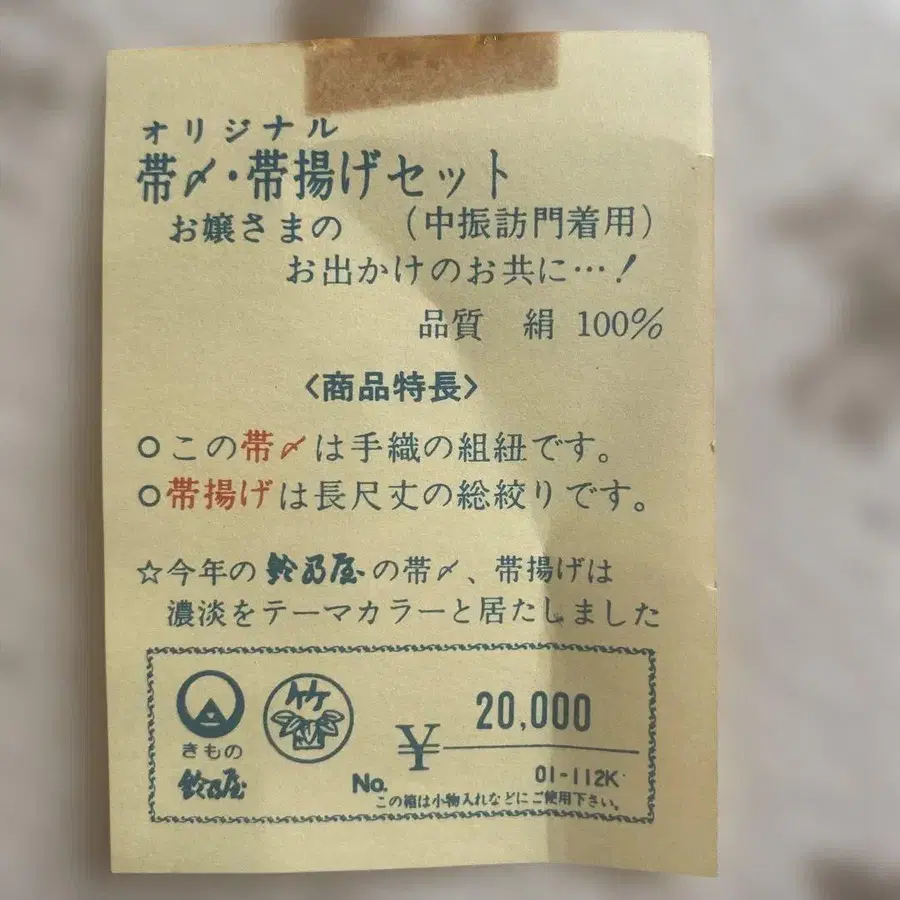 オリジナル
帯〆・帯揚げセット
お嬢さまの　（中振訪門着用）
お出かけのお共に…！
品質　絹 100%
〈商品特長〉
○この帯〆は手織の組紐です。
○帯揚げは長尺丈の総絞りです。
☆今年の鈴乃屋の帯〆、帯揚げは
濃淡をテーマカラーと居たしました
竹
きもの
鈴乃屋
¥ 20,000
No. 01-112K
この箱は小物入れなどにご使用下さい。